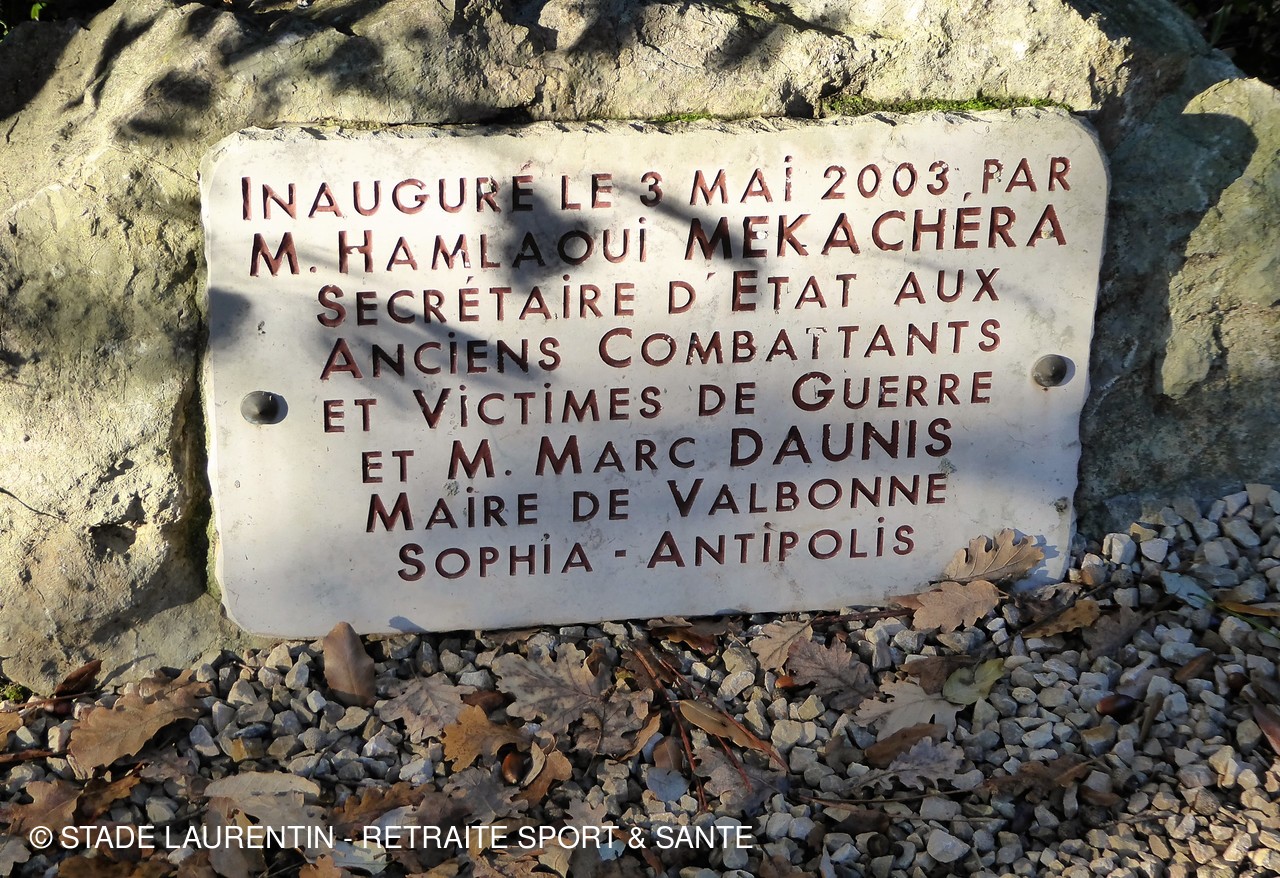 INAUGURÉ LE 3 MAI 2003, PAR
M. HAMLAOUI MEKACHÉRA
SECRÉTAIRE D'ETAT AUX
ANCIENS COMBATTANTS
ET VICTIMES DE GUERRE
ET M. MARC DAUNIS
MAIRE DE VALBONNE
SOPHIA - ANTIPOLIS
© STADE LAURENTIN - RETRAITE SPORT & SANTE